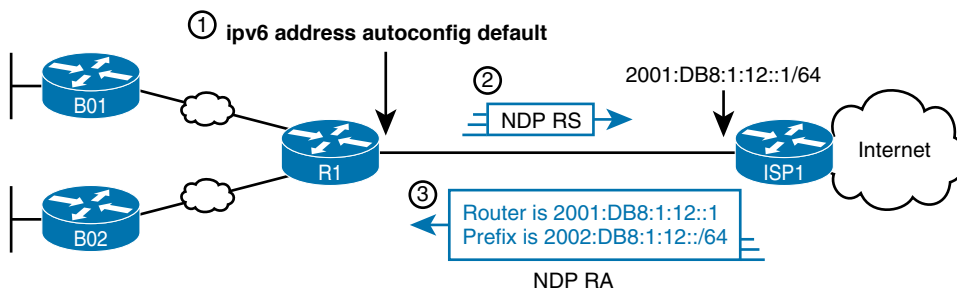 ① ipv6 address autoconfig default
②
2001:DB8:1:12::1/64
NDP RS
B01
R1
ISP1
Internet
B02
③
Router is 2001:DB8:1:12::1
Prefix is 2002:DB8:1:12::/64
NDP RA